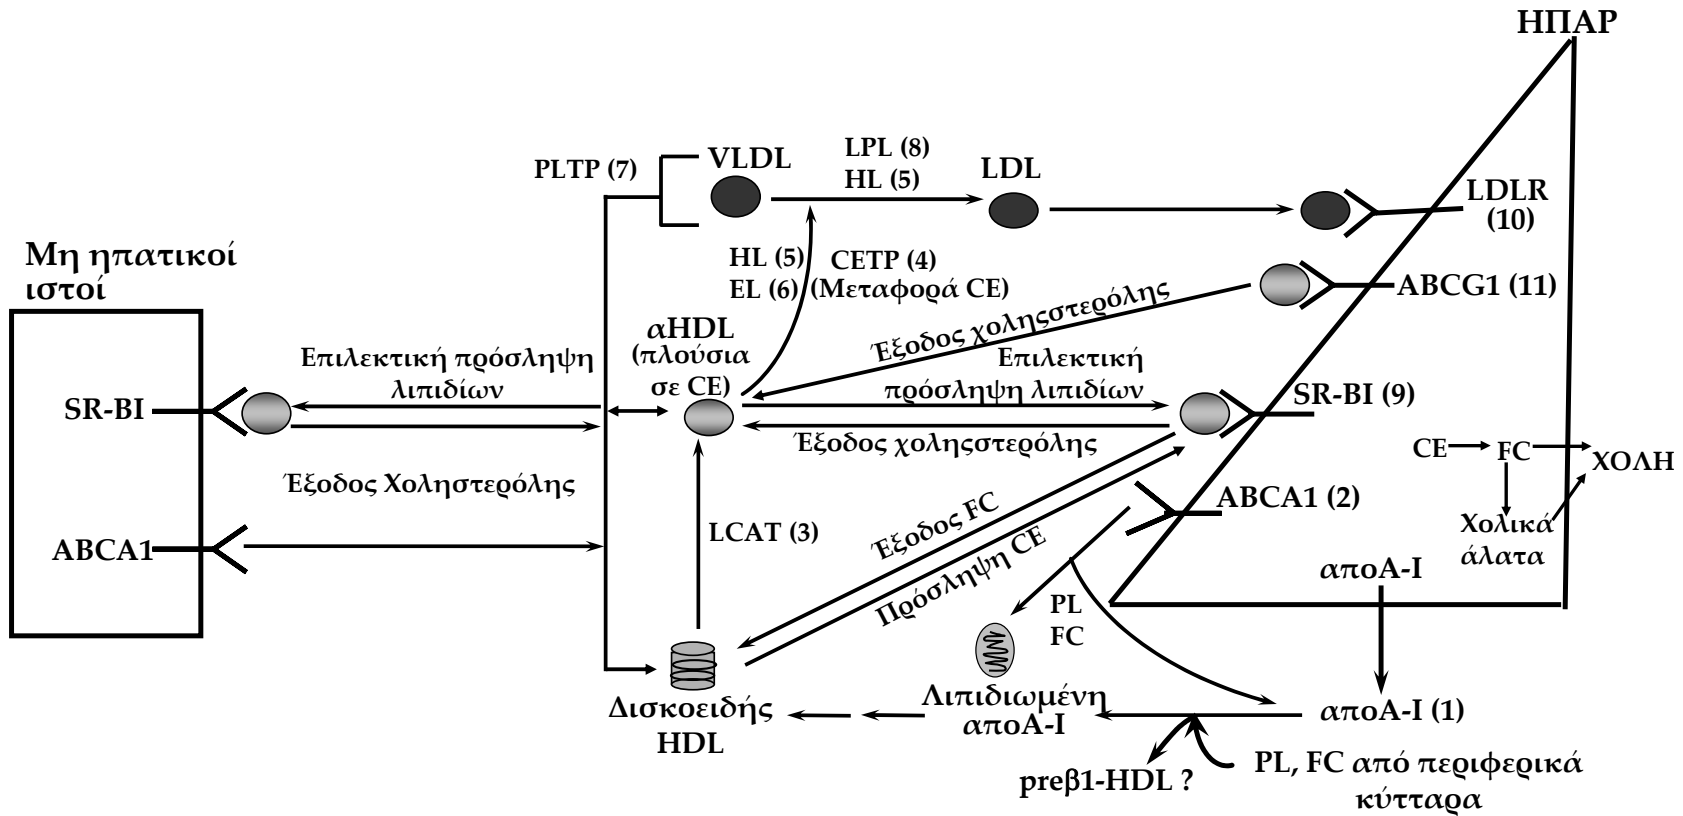 ΗΠΑΡ
LPL (8)
HL (5)
VLDL
LDL
PLTP (7)
LDLR
(10)
Μη ηπατικοί
ιστοί
HL (5)
EL (6)
CETP (4)
(Μεταφορά CE)
ABCG1 (11)
Έξοδος χοληςστερόλης
αHDL
(πλούσια
σε CE)
Επιλεκτική πρόσληψη
λιπιδίων
Επιλεκτική
πρόσληψη λιπιδίων
SR-BI
SR-BI (9)
Έξοδος χοληςστερόλης
CE
FC
ΧΟΛΗ
Έξοδος Χοληστερόλης
ABCA1 (2)
Έξοδος FC
Πρόσληψη CE
LCAT (3)
Χολικά
άλατα
ABCA1
αποA-I
PL
FC
Λιπιδιωμένη
αποA-I
Δισκοειδής
HDL
αποA-I (1)
preβ1-HDL ?
PL, FC από περιφερικά
κύτταρα